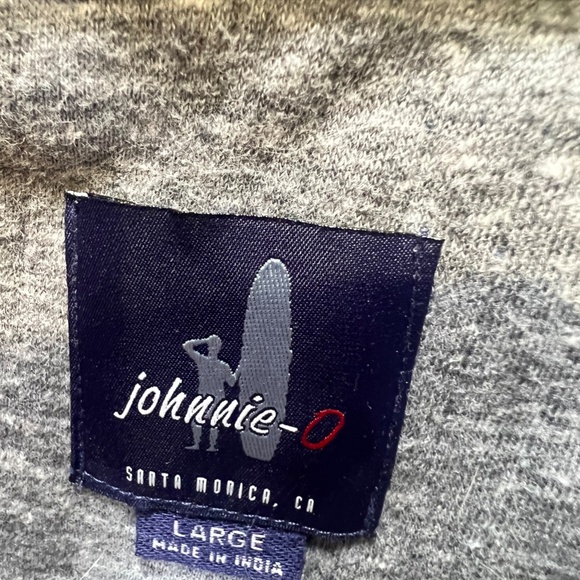 johnnie-O
SANTA MONICA, CA
LARGE
MADE IN INDIA